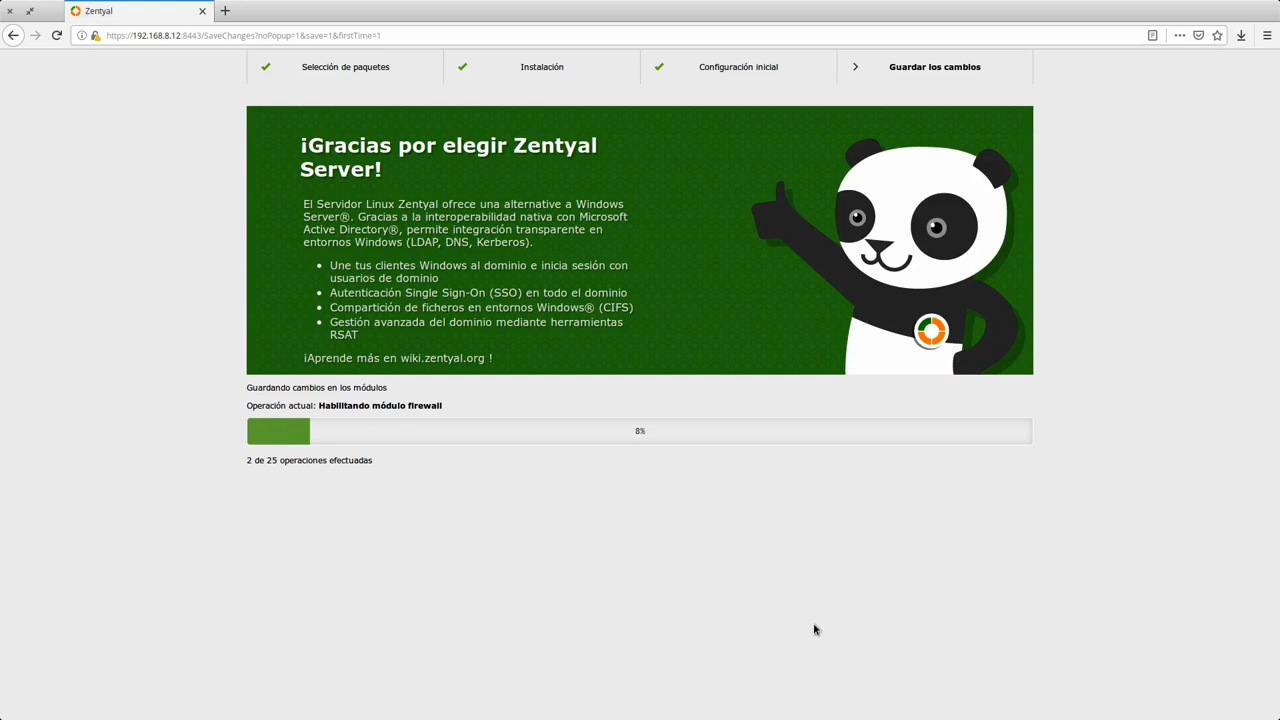 Zentyal
https://192.168.8.12:8443/SaveChanges?noPopup=1&save=1&firstTime=1
Selección de paquetes
Instalación
Configuración inicial
Guardar los cambios
¡Gracias por elegir Zentyal
Server!
El Servidor Linux Zentyal ofrece una alternative a Windows
Server®. Gracias a la interoperabilidad nativa con Microsoft
Active Directory®, permite integración transparente en
entornos Windows (LDAP, DNS, Kerberos).
• Une tus clientes Windows al dominio e inicia sesión con
usuarios de dominio
• Autenticación Single Sign-On (SSO) en todo el dominio
• Compartición de ficheros en entornos Windows® (CIFS)
• Gestión avanzada del dominio mediante herramientas
RSAT
¡Aprende más en wiki.zentyal.org !
Guardando cambios en los módulos
Operación actual: Habilitando módulo firewall
8%
2 de 25 operaciones efectuadas